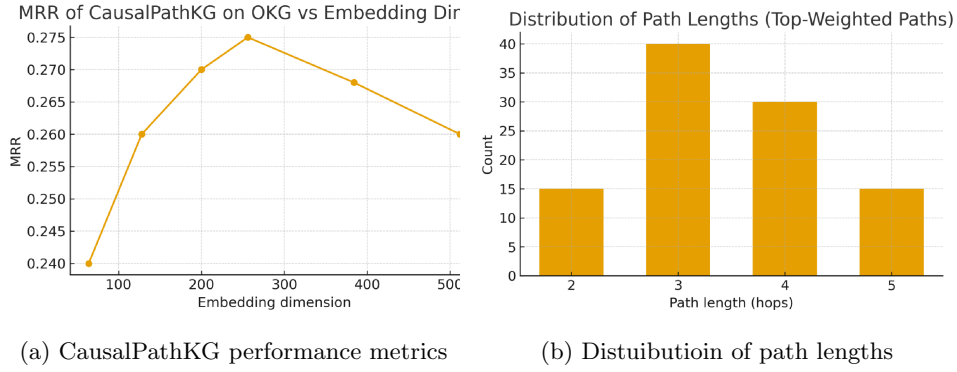 MRR of CausalPathKG on OKG vs Embedding Dir
0.275
0.270
0.265
0.260
0.255
0.250
0.245
0.240
MRR
100 200 300 400 500
Embedding dimension
(a) CausalPathKG performance metrics
Distribution of Path Lengths (Top-Weighted Paths)
40
35
30
25
20
15
10
5
0
Count
2 3 4 5
Path length (hops)
(b) Distuibutioin of path lengths